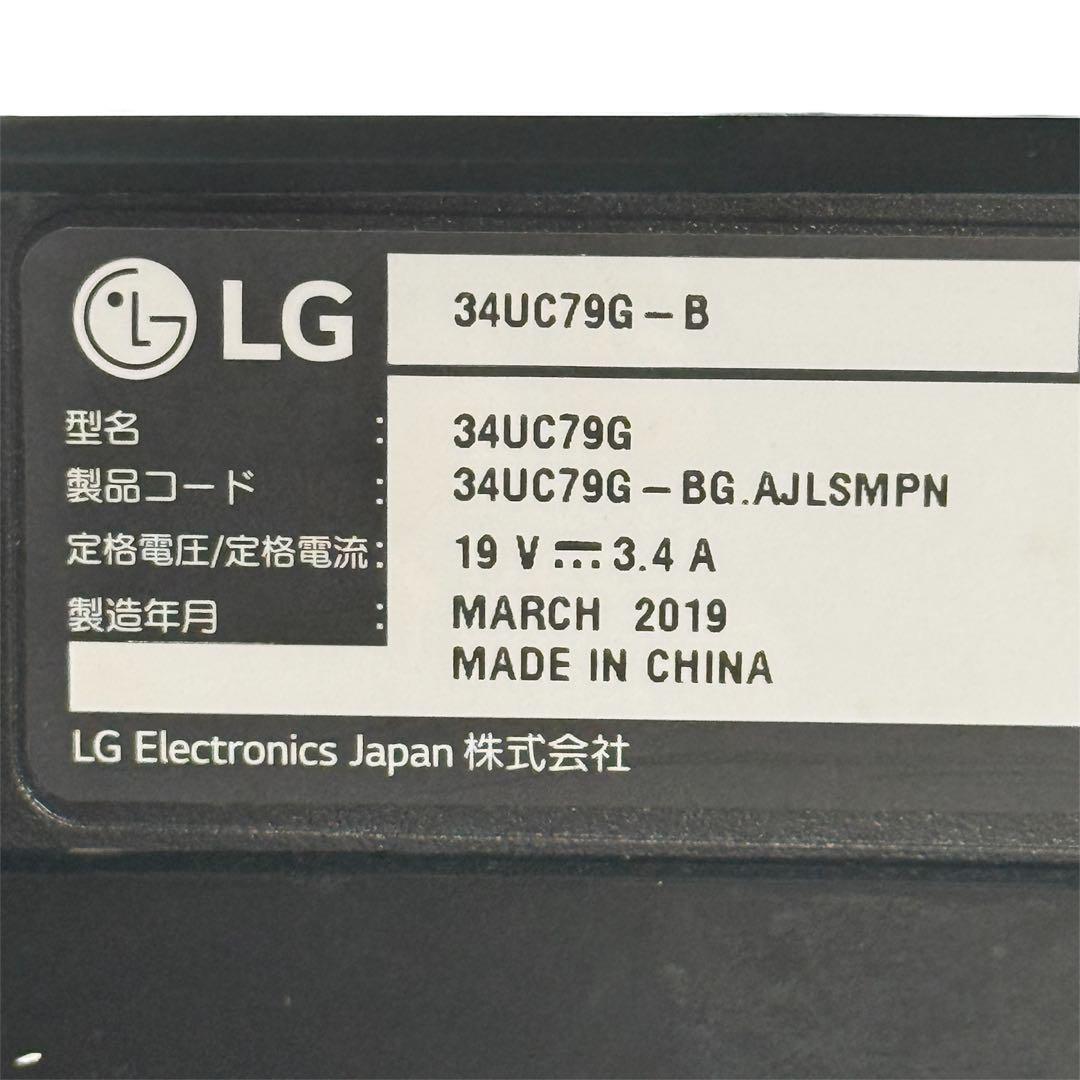 LG 34UC79G-B
型名 : 34UC79G
製品コード : 34UC79G-BG.AJLSMPN
定格電圧/定格電流: 19 V ⎓ 3.4 A
製造年月 : MARCH 2019
MADE IN CHINA
LG Electronics Japan 株式会社